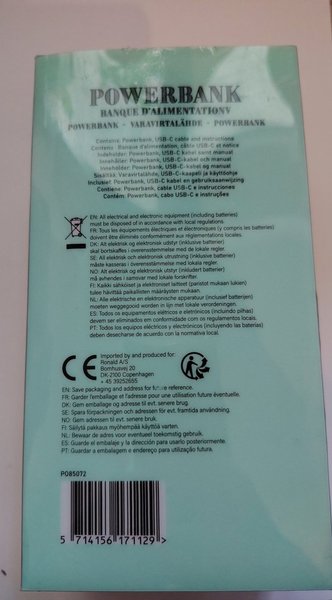 POWERBANK
BANQUE D'ALIMENTATIONV
POWERBANK - VARAVIRTALÄHDE - POWERBANK
Contains: Powerbank, USB-C cable and instructions
Contents : Banque d'alimentation, câble USB-C et notice
Indeholder: Powerbank, USB-C kabel samt manual
Innehåller: Powerbank, USB-C-kabel och manual
Inneholder: Powerbank, USB-C-kabel og manual
Sisältää: Varavirtalähde, USB-C-kaapeli ja käyttöohje
Inclusief: Powerbank, USB-C kabel en gebruiksaanwijzing
Contiene: Powerbank, cable USB-C e instrucciones
Contém: Powerbank, cabo USB-C e instruções
EN: All electrical and electronic equipment (including batteries)
must be disposed of in accordance with local regulations.
FR: Tous les équipements électriques et électroniques (y compris les batteries)
doivent être éliminés conformément aux réglementations locales.
DK: Alt elektrisk og elektronisk udstyr (inklusive batterier)
skal bortskaffes i overensstemmelse med de lokale regler.
SE: All elektrisk och elektronisk utrustning (inklusive batterier)
måste kasseras i överensstämmelse med lokala regler.
NO: Alt elektrisk og elektronisk utstyr (inkludert batterier)
må avhendes i samsvar med lokale forskrifter.
FI: Kaikki sähköiset ja elektroniset laitteet (paristot mukaan lukien)
tulee hävittää paikallisten määräysten mukaan.
NL: Alle elektrische en elektronische apparatuur (inclusief batterijen)
moeten weggegooid worden in lijn met de lokale verordeningen.
ES: Todos los equipos eléctricos e eletrónicos (incluyendo pilhas)
devem ser eliminados em conformidade com os regulamentos locais.
PT: Todos los equipos eléctricos y electrónicos (incluyendo las baterías)
deben desecharse de acuerdo con la normativa local.
CE
Imported by and produced for:
Ronald A/S
Bornhusvej 20
DK-2100 Copenhagen
+ 45 39252655
EN: Save packaging and address for future reference.
FR: Garder l'emballage et l'adresse pour une utilisation future éventuelle.
DK: Gem emballage og adresse til evt. senere brug.
SE: Spara förpackningen och adressen för evt. framtida användning.
NO: Gem emballagen og adressen til evt. senere brug.
FI: Säilytä pakkaus myöhempää käyttöä varten.
NL: Bewaar de adres voor eventueel toekomstig gebruik.
ES: Guarde el embalaje y la dirección para usarlo posteriormente.
PT: Guardar a embalagem e endereço para utilização futura.
PO85072
5 714156 171129 >